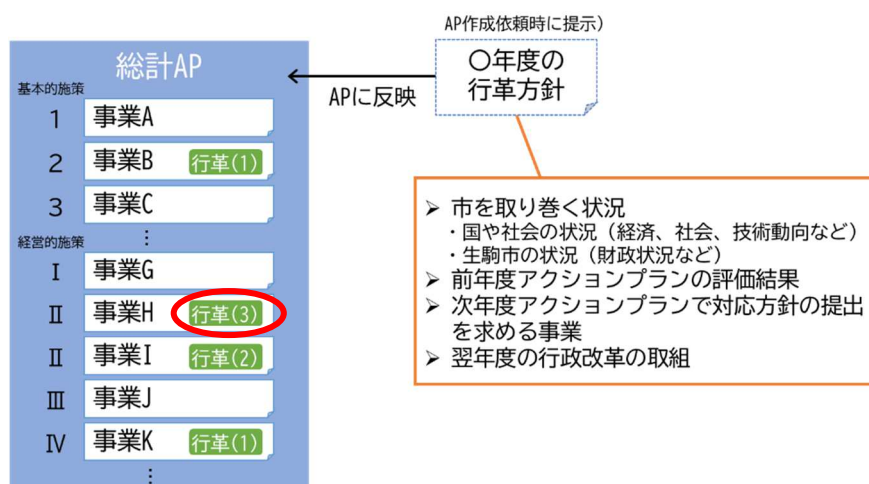 AP作成依頼時に提示)
〇年度の
行革方針
APに反映
総計AP
基本的施策
1 事業A
2 事業B 行革(1)
3 事業C
⋮
経営的施策
Ⅰ 事業G
Ⅱ 事業H 行革(3)
Ⅱ 事業I 行革(2)
Ⅲ 事業J
Ⅳ 事業K 行革(1)
⋮
➢ 市を取り巻く状況
・国や社会の状況（経済、社会、技術動向など）
・生駒市の状況（財政状況など）
➢ 前年度アクションプランの評価結果
➢ 次年度アクションプランで対応方針の提出
を求める事業
➢ 翌年度の行政改革の取組